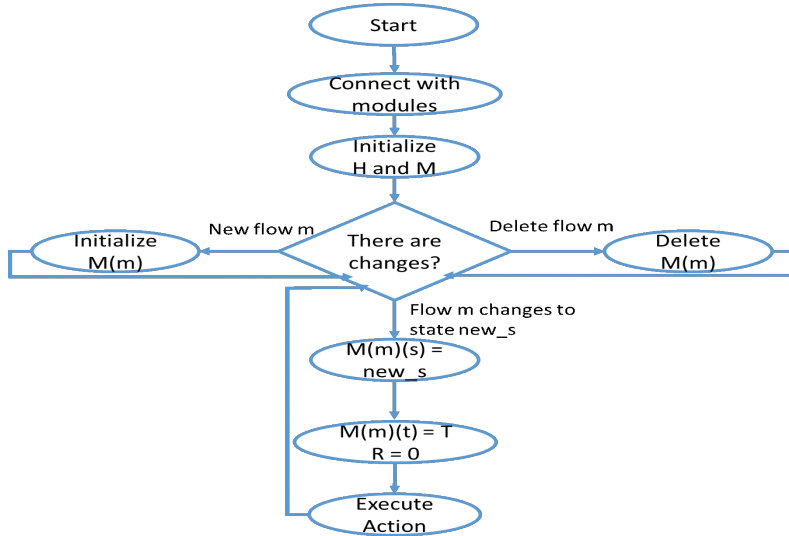 Start
Connect with
modules
Initialize
H and M
New flow m
Delete flow m
Initialize
M(m)
There are
changes?
Delete
M(m)
Flow m changes to
state new_s
M(m)(s) =
new_s
M(m)(t) = T
R = 0
Execute
Action